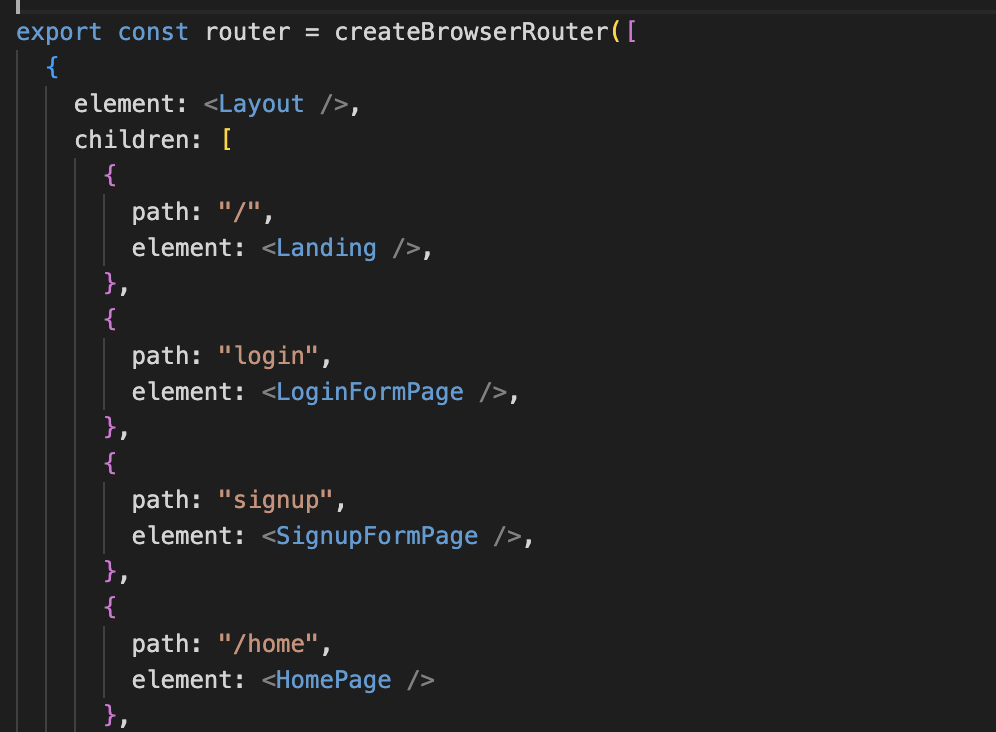 export const router = createBrowserRouter([
  {
    element: <Layout />,
    children: [
      {
        path: "/",
        element: <Landing />,
      },
      {
        path: "login",
        element: <LoginFormPage />,
      },
      {
        path: "signup",
        element: <SignupFormPage />,
      },
      {
        path: "/home",
        element: <HomePage />
      },